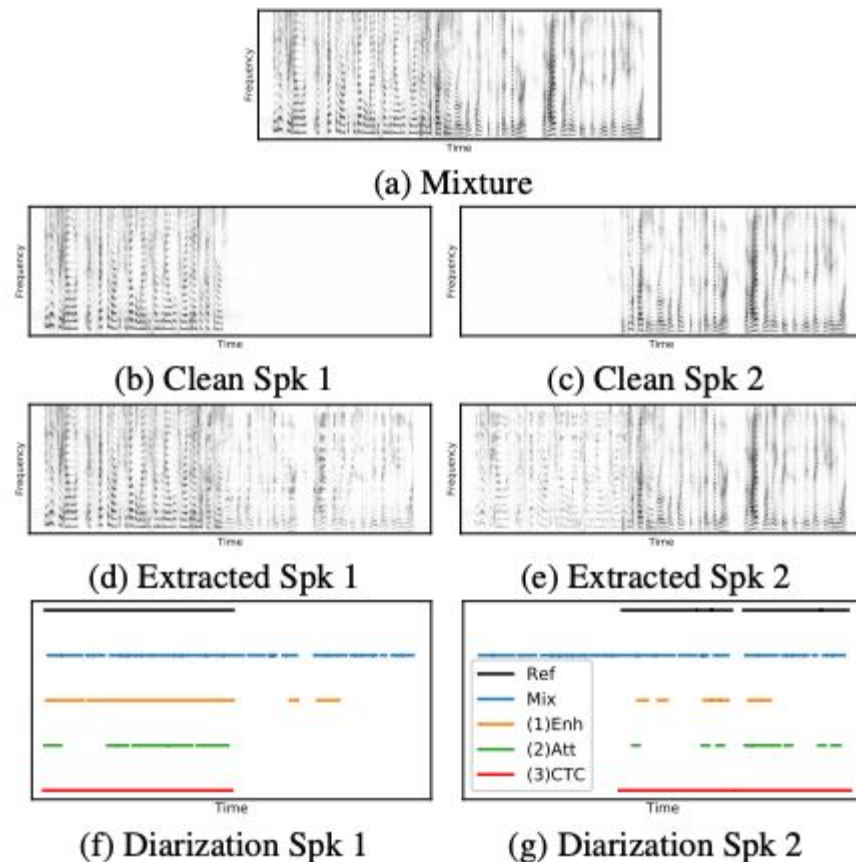 Frequency
Time
(a) Mixture
Frequency
Time
(b) Clean Spk 1
Frequency
Time
(c) Clean Spk 2
Frequency
Time
(d) Extracted Spk 1
Frequency
Time
(e) Extracted Spk 2
Time
(f) Diarization Spk 1
Ref
Mix
(1)Enh
(2)Att
(3)CTC
Time
(g) Diarization Spk 2